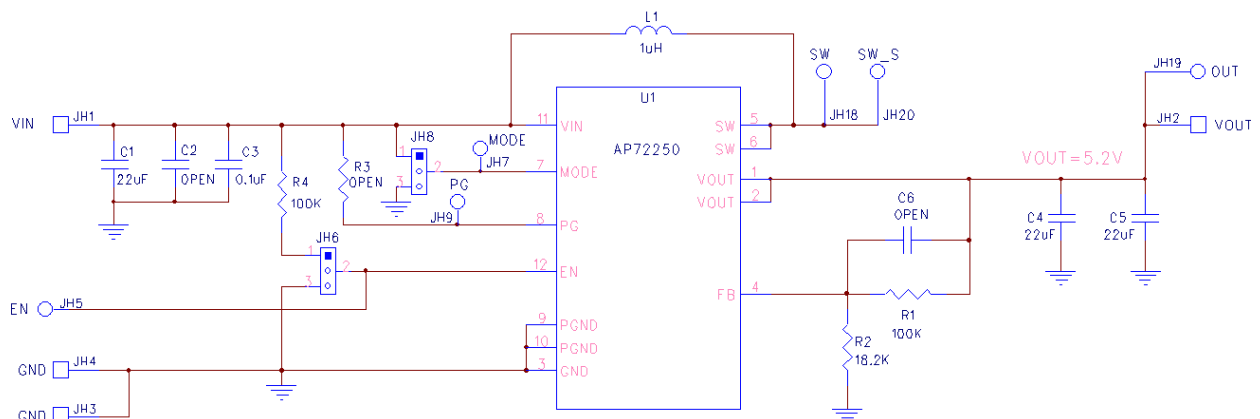 L1
1uH
SW
SW_S
JH19
OUT
U1
VIN
JH1
11
VIN
JH8
MODE
SW
5
JH18
JH20
JH2
VOUT
C1
22uF
C2
OPEN
C3
0.1uF
R3
OPEN
1
2
3
JH7
7
MODE
AP72250
SW
6
VOUT=5.2V
R4
100K
PG
VOUT
1
VOUT
2
JH9
8
PG
C6
OPEN
C4
22uF
C5
22uF
JH6
1
2
3
12
EN
FB
4
EN
JH5
R1
100K
9
PGND
10
PGND
R2
18.2K
GND
JH4
3
GND
GND
JH3